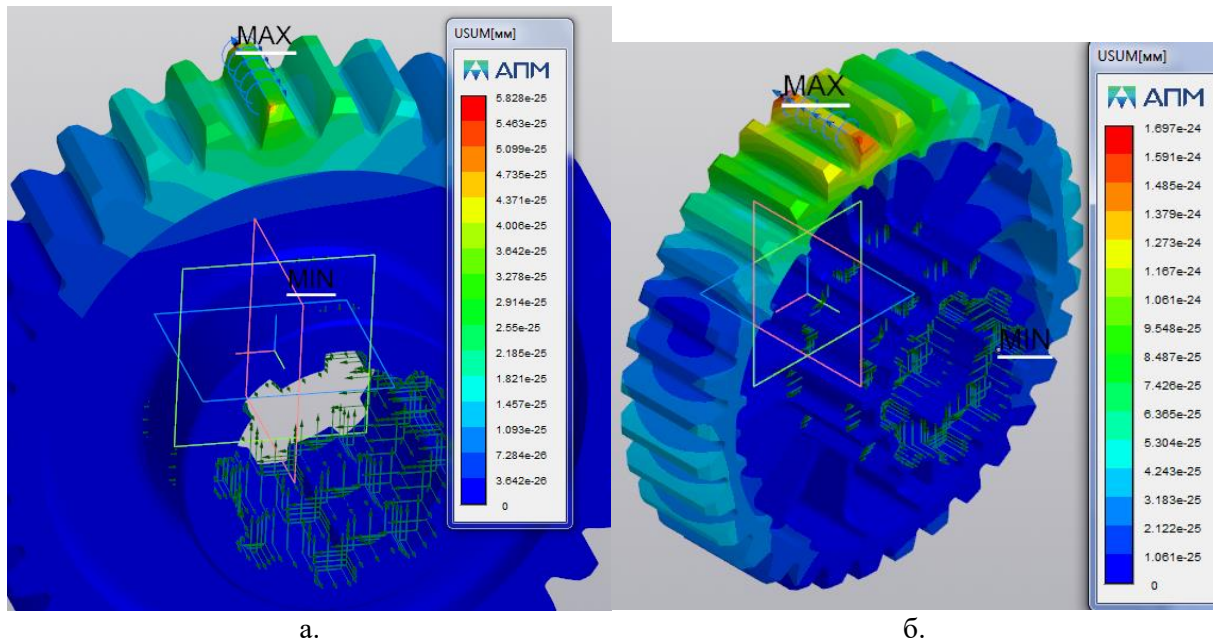 MAX
MIN
USUM[мм]
АПМ
5.828e-25
5.463e-25
5.099e-25
4.735e-25
4.371e-25
4.006e-25
3.642e-25
3.278e-25
2.914e-25
2.55e-25
2.185e-25
1.821e-25
1.457e-25
1.093e-25
7.284e-26
3.642e-26
0
а.
MAX
MIN
USUM[мм]
АПМ
1.697e-24
1.591e-24
1.485e-24
1.379e-24
1.273e-24
1.167e-24
1.061e-24
9.548e-25
8.487e-25
7.426e-25
6.365e-25
5.304e-25
4.243e-25
3.183e-25
2.122e-25
1.061e-25
0
б.